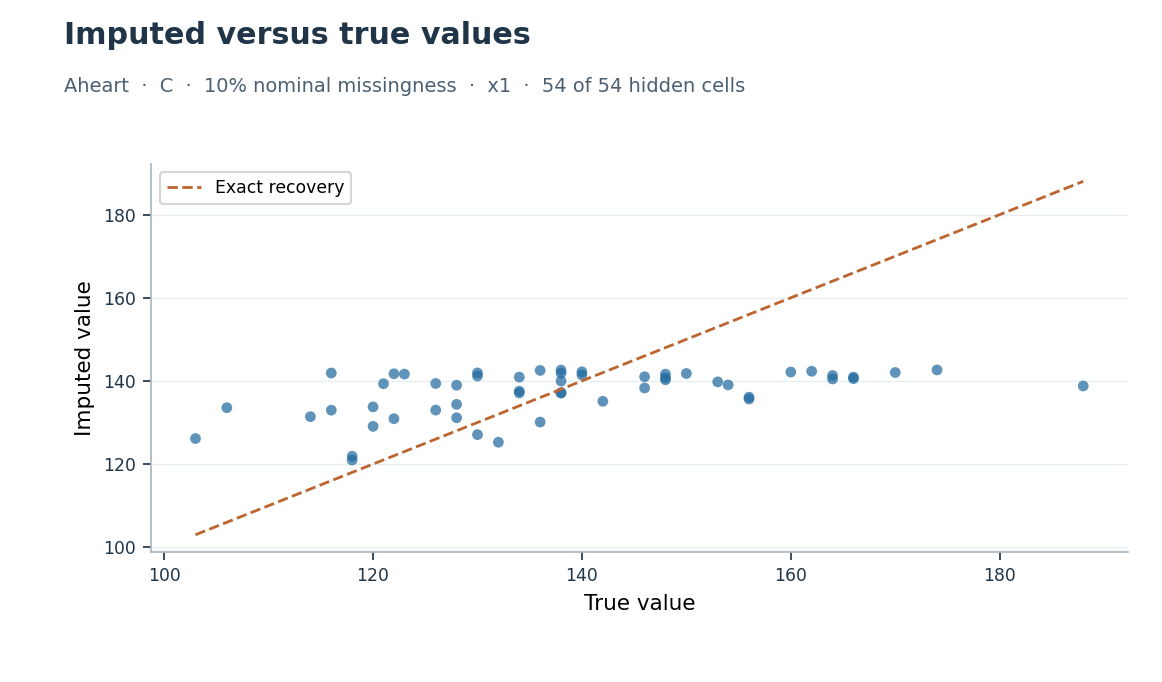 Imputed versus true values
Aheart · C · 10% nominal missingness · x1 · 54 of 54 hidden cells
Exact recovery
180
160
140
120
100
Imputed value
100 120 140 160 180
True value